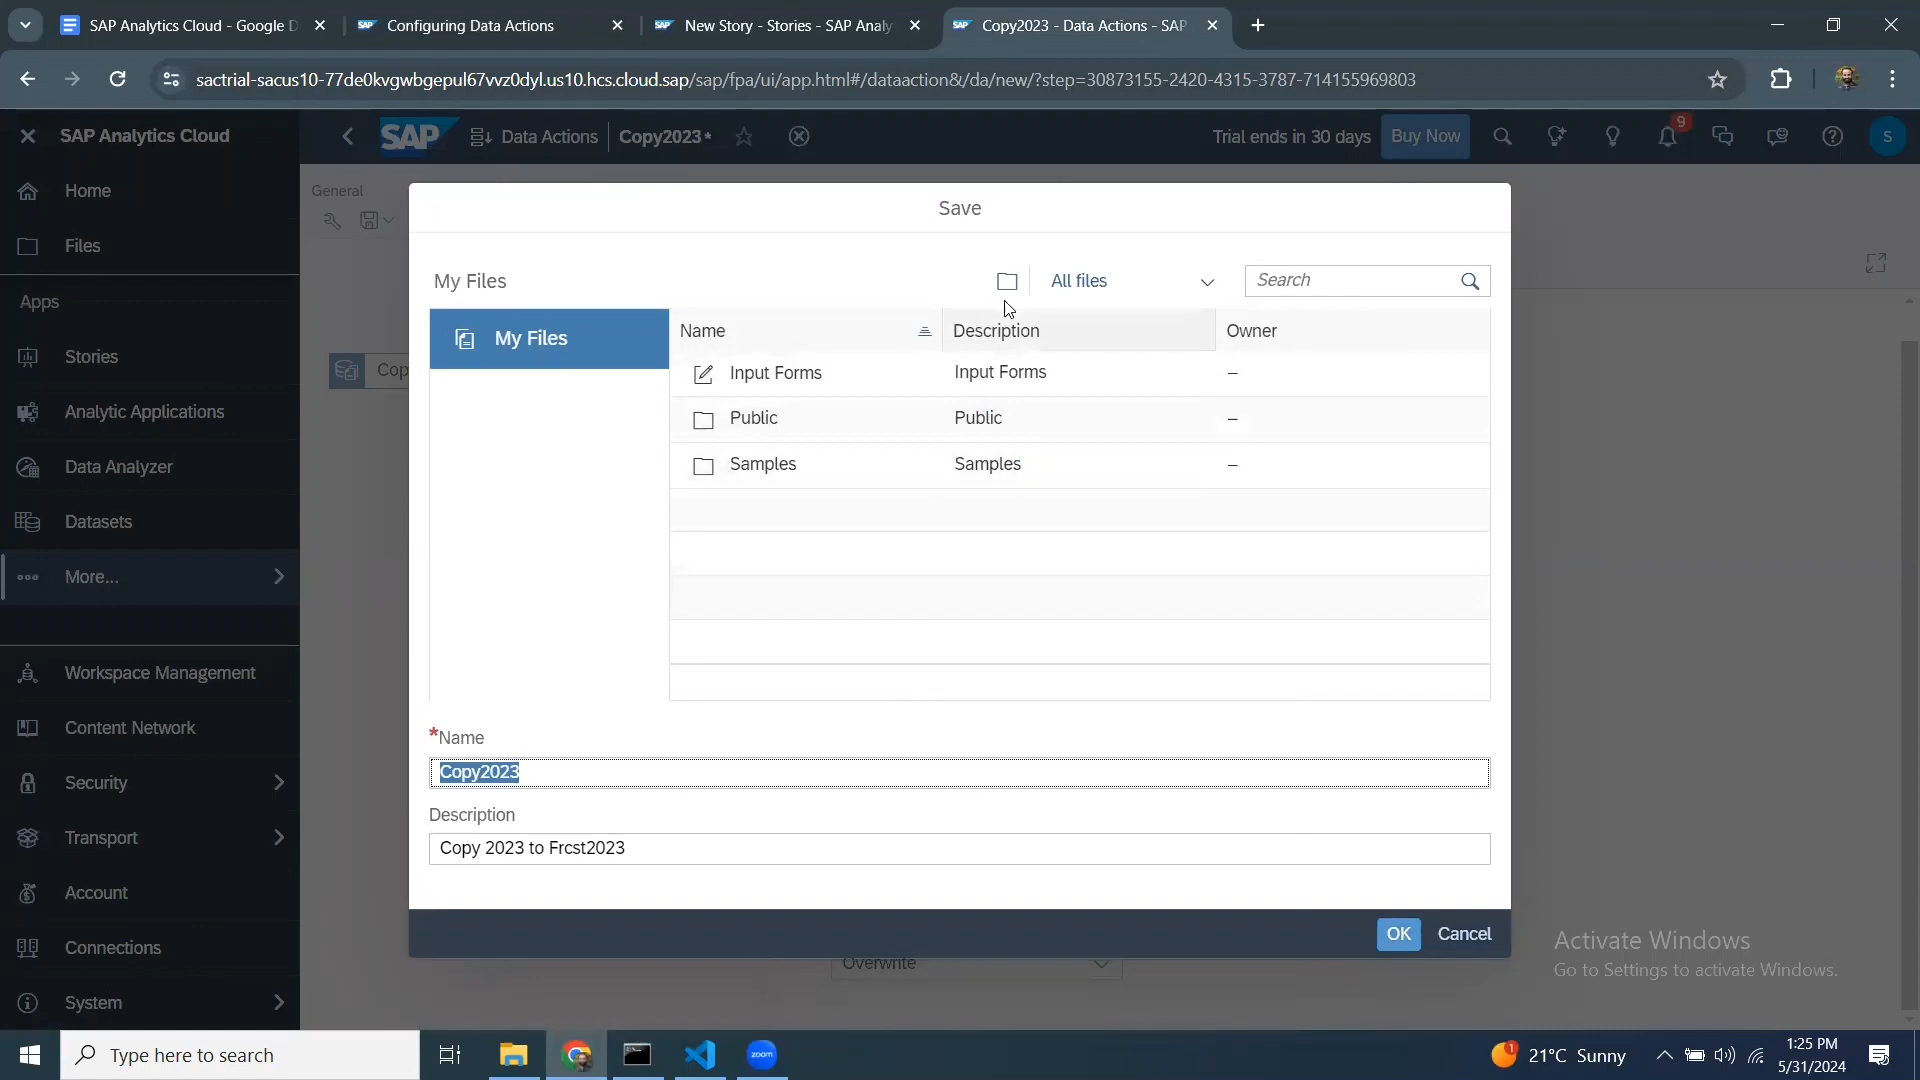 SAP Analytics Cloud - Google D
Configuring Data Actions
New Story - Stories - SAP Analy
Copy2023 - Data Actions - SAP
sactrial-sacus10-77de0kvgwbgepul67vvz0dyl.us10.hcs.cloud.sap/sap/fpa/ui/app.html#/dataaction&/da/new/?step=30873155-2420-4315-3787-714155969803
SAP Analytics Cloud
SAP
Data Actions
Copy2023*
Trial ends in 30 days
Buy Now
9
S
Home
Files
Apps
Stories
Analytic Applications
Data Analyzer
Datasets
More...
Workspace Management
Content Network
Security
Transport
Account
Connections
System
General
Cop
Save
My Files
All files
Search
My Files
Name
Description
Owner
Input Forms
Input Forms
–
Public
Public
–
Samples
Samples
–
*Name
Copy2023
Description
Copy 2023 to Frcst2023
OK
Cancel
Overwrite
Activate Windows
Go to Settings to activate Windows.
Type here to search
zoom
1
21°C Sunny
1:25 PM
5/31/2024